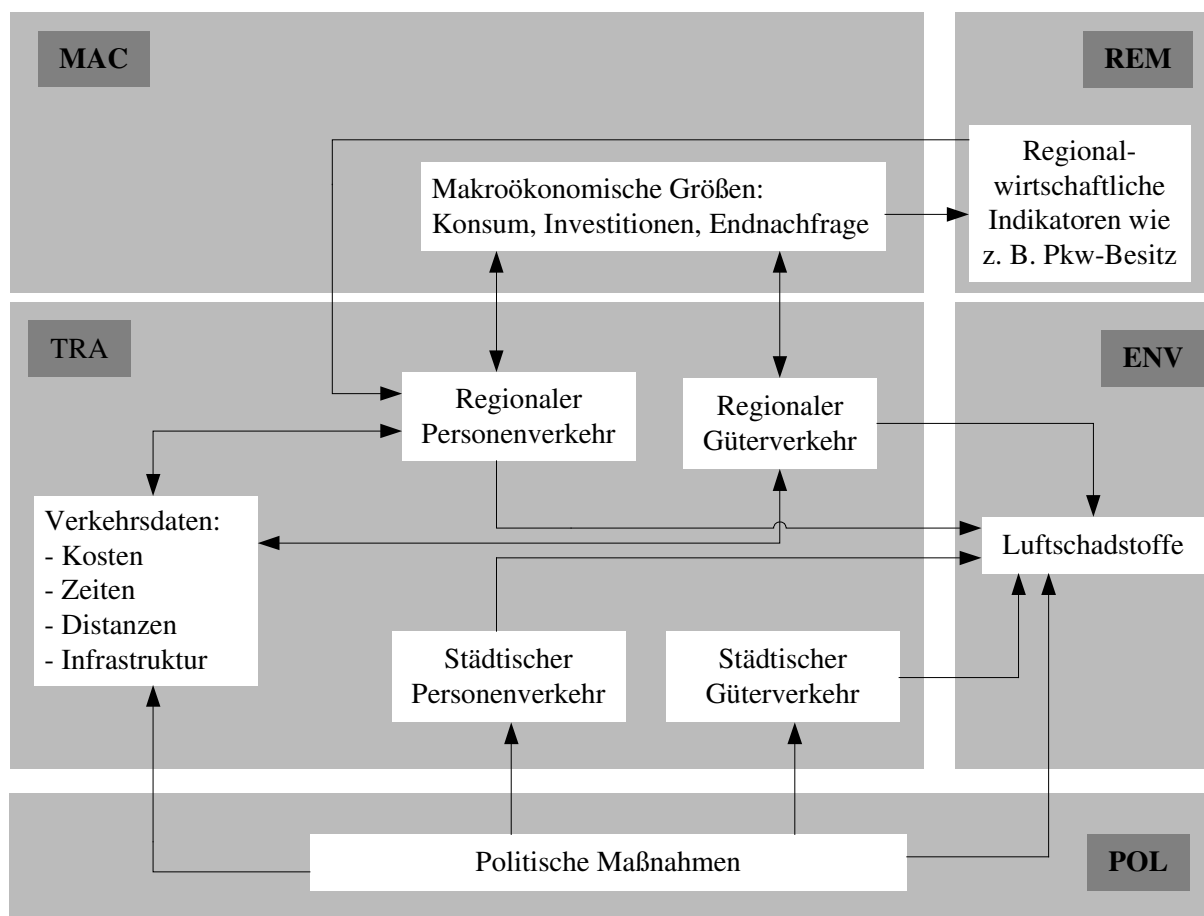 MAC
REM
Regional-
wirtschaftliche
Indikatoren wie
z. B. Pkw-Besitz
Makroökonomische Größen:
Konsum, Investitionen, Endnachfrage
TRA
ENV
Regionaler
Personenverkehr
Regionaler
Güterverkehr
Verkehrsdaten:
- Kosten
- Zeiten
- Distanzen
- Infrastruktur
Luftschadstoffe
Städtischer
Personenverkehr
Städtischer
Güterverkehr
Politische Maßnahmen
POL